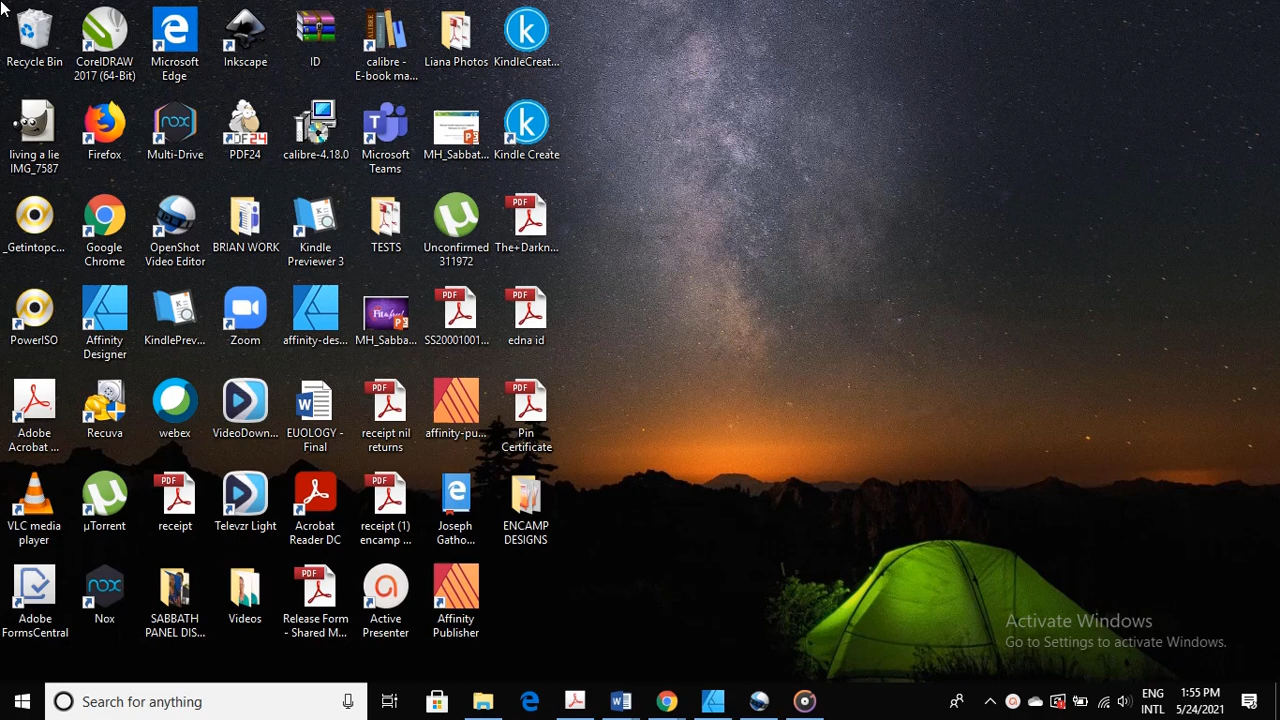 Recycle Bin
CorelDRAW 2017 (64-Bit)
Microsoft Edge
Inkscape
ID
calibre - E-book ma...
Liana Photos
KindleCreat...
living a lie IMG_7587
Firefox
Multi-Drive
PDF24
calibre-4.18.0
Microsoft Teams
MH_Sabbat...
Kindle Create
_Getintopc...
Google Chrome
OpenShot Video Editor
BRIAN WORK
Kindle Previewer 3
TESTS
Unconfirmed 311972
The+Darkn...
PowerISO
Affinity Designer
KindlePrev...
Zoom
affinity-des...
MH_Sabba...
SS20001001...
edna id
Adobe Acrobat ...
Recuva
webex
VideoDown...
EUOLOGY - Final
receipt nil returns
affinity-pu...
Pin Certificate
VLC media player
µTorrent
receipt
Televzr Light
Acrobat Reader DC
receipt (1) encamp ...
Joseph Gatho...
ENCAMP DESIGNS
Adobe FormsCentral
Nox
SABBATH PANEL DIS...
Videos
Release Form - Shared M...
Active Presenter
Affinity Publisher
Activate Windows
Go to Settings to activate Windows.
Search for anything
ENG
INTL
1:55 PM
5/24/2021